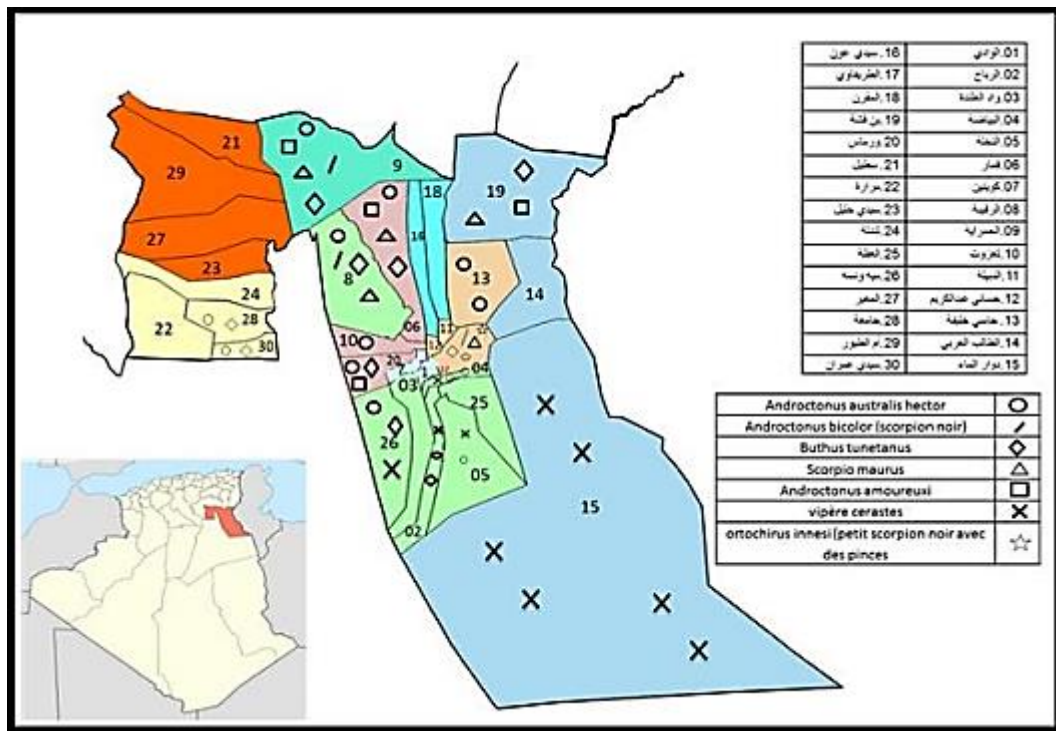 01.الوادي 16.سيدي عون
02.الرباح 17.الطريفاوي
03.واد العلندة 18.المقرن
04.البياضة 19.بن قشة
05.النخلة 20.ورماس
06.قمار 21.سطيل
07.كوينين 22.مرارة
08.الرقيبة 23.سيدي خليل
09.الحمراية 24.تندلة
10.تغزوت 25.العقلة
11.الدبيلة 26.ميه ونسه
12.حساني عبدالكريم 27.المغير
13.حاسي خليفة 28.جامعة
14.الطالب العربي 29.أم الطيور
15.دوار الماء 30.سيدي عمران
21
29
9
18
19
27
16
8
13
23
14
24
28
22
06
11
10
30
20
04
03
25
26
05
15
02
Androctonus australis hector
Androctonus bicolor (scorpion noir)
Buthus tunetanus
Scorpio maurus
Androctonus amoureuxi
vipère cerastes
ortochirus innesi (petit scorpion noir avec
des pinces